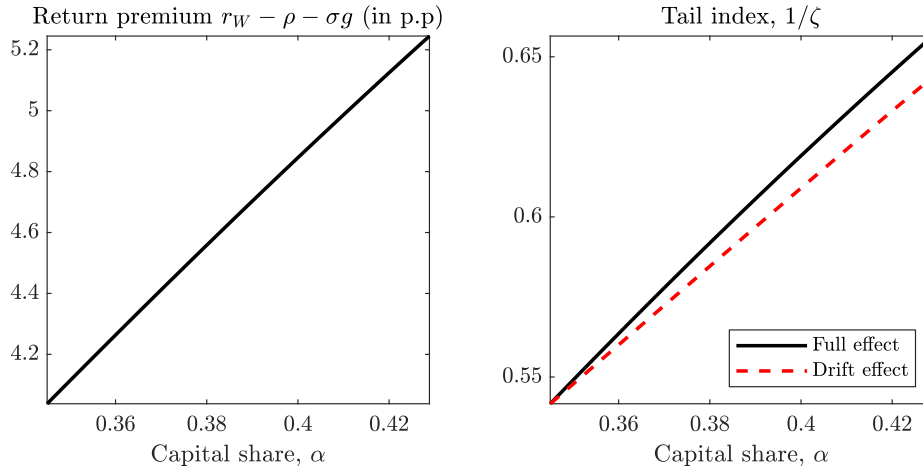 Return premium r_W − ρ − σg (in p.p)
5.2
5
4.8
4.6
4.4
4.2
0.36
0.38
0.4
0.42
Capital share, α
Tail index, 1/ζ
0.65
0.6
0.55
Full effect
Drift effect
0.36
0.38
0.4
0.42
Capital share, α